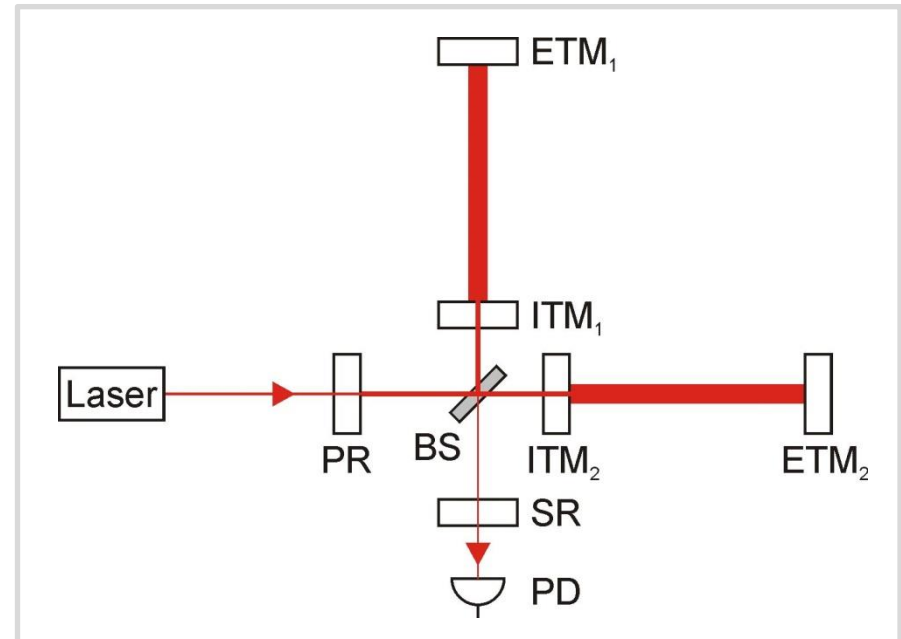 ETM₁
ITM₁
Laser
PR
BS
ITM₂
ETM₂
SR
PD